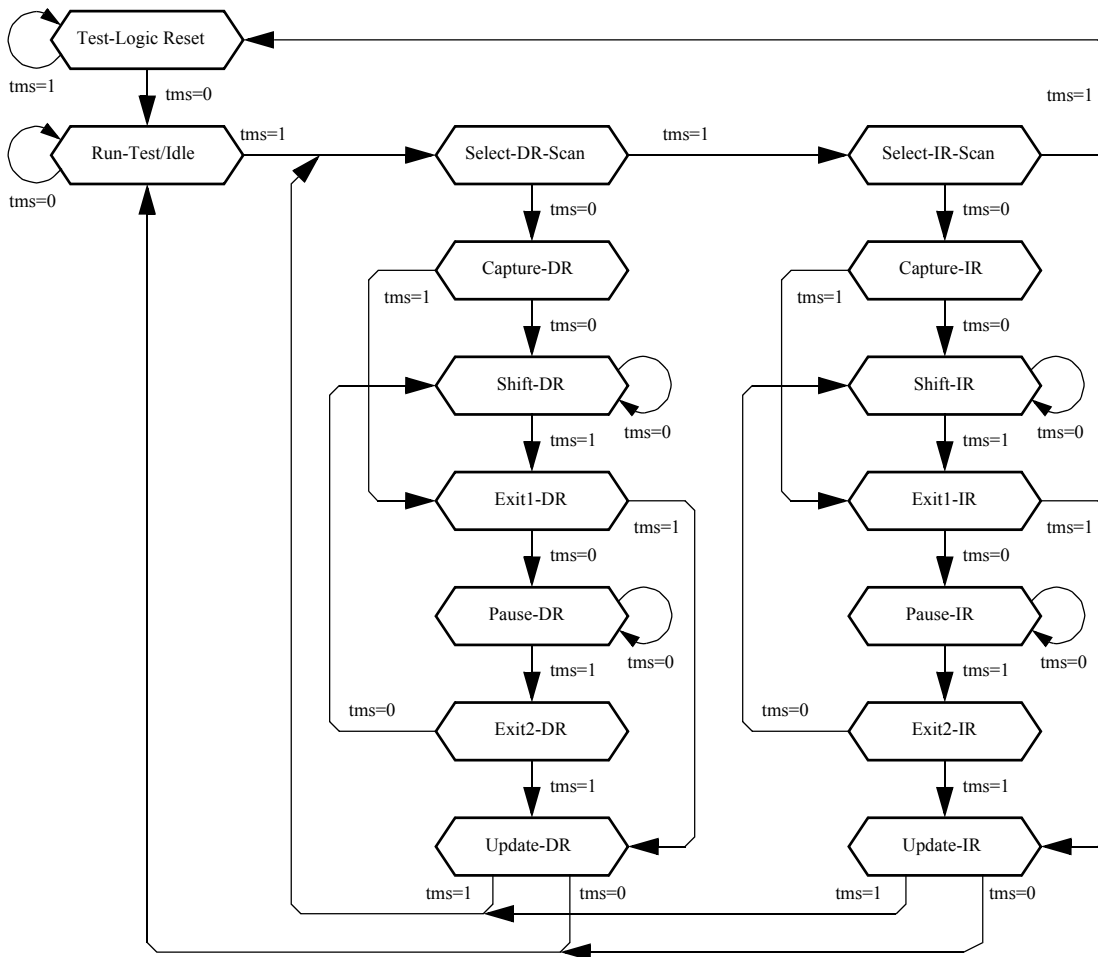 Test-Logic Reset
tms=1
tms=0
tms=1
Run-Test/Idle
tms=1
Select-DR-Scan
tms=1
Select-IR-Scan
tms=0
tms=0
tms=0
Capture-DR
Capture-IR
tms=1
tms=1
tms=0
tms=0
Shift-DR
Shift-IR
tms=0
tms=0
tms=1
tms=1
Exit1-DR
Exit1-IR
tms=1
tms=1
tms=0
tms=0
Pause-DR
Pause-IR
tms=0
tms=0
tms=1
tms=1
tms=0
tms=0
Exit2-DR
Exit2-IR
tms=1
tms=1
Update-DR
Update-IR
tms=1
tms=0
tms=1
tms=0